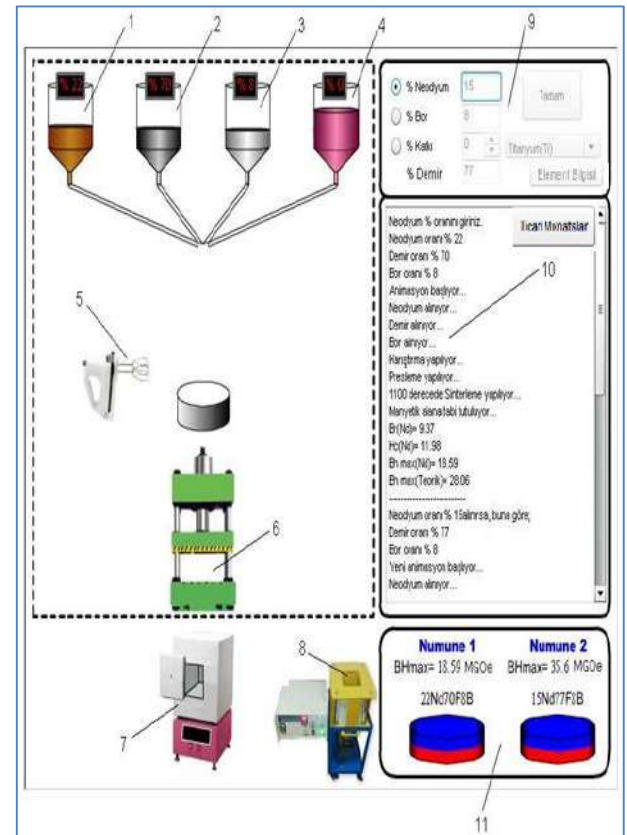 1
2
3
4
% 22
% 70
% 8
% 0
5
6
7
8
9
% Neodyum 15
% Bor 8
% Katkı 0 Titanyum(Ti)
% Demir 77
Tamam
Element Bilgisi
Ticari Mıknatıslar
10
Neodyum % oranını giriniz.
Neodyum oranı % 22
Demir oranı % 70
Bor oranı % 8
Animasyon başlıyor...
Neodyum alınıyor...
Demir alınıyor...
Bor alınıyor...
Karıştırma yapılıyor...
Presleme yapılıyor...
1100 derecede Sinterleme yapılıyor...
Manyetik alana tabi tutuluyor...
Br(Nd)= 9.37
Hc(Nd)= 11.98
Bh max(Nd)= 18.59
Bh max(Teorik)= 28.06
-------------------------
Neodyum oranı % 15alınırsa, buna göre;
Demir oranı % 77
Bor oranı % 8
Yeni animasyon başlıyor...
Neodyum alınıyor...
Numune 1
BHmax= 18.59 MGOe
22Nd70F8B
Numune 2
BHmax= 35.6 MGOe
15Nd77F8B
11